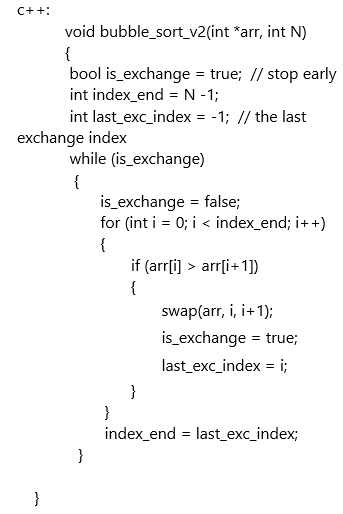 c++:
void bubble_sort_v2(int *arr, int N)
{
bool is_exchange = true;  // stop early
int index_end = N -1;
int last_exc_index = -1;  // the last
exchange index
while (is_exchange)
{
is_exchange = false;
for (int i = 0; i < index_end; i++)
{
if (arr[i] > arr[i+1])
{
swap(arr, i, i+1);
is_exchange = true;
last_exc_index = i;
}
}
index_end = last_exc_index;
}
}